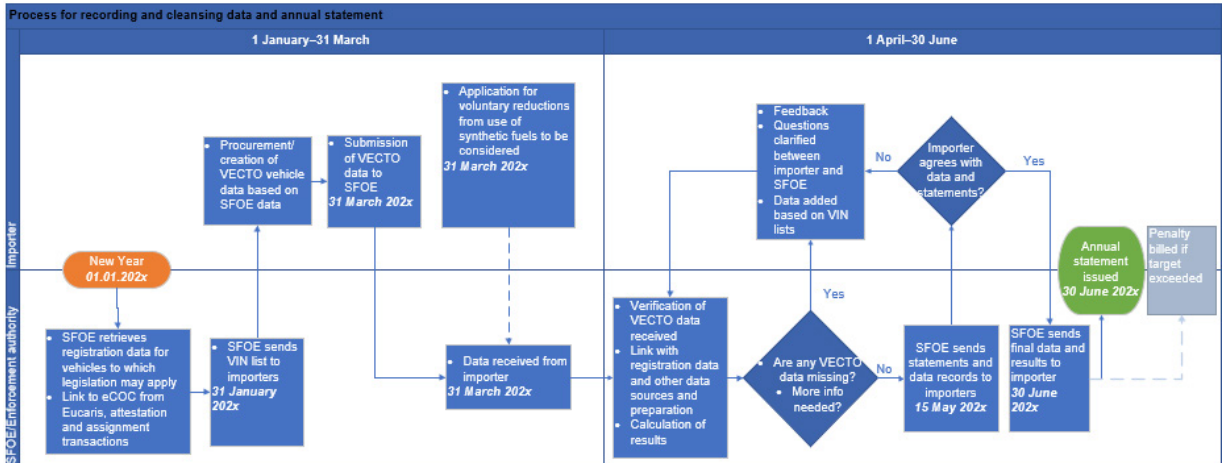 Process for recording and cleansing data and annual statement
1 January–31 March
1 April–30 June
Importer
SFOE/Enforcement authority
New Year
01.01.202x
• SFOE retrieves
registration data for
vehicles to which
legislation may apply
• Link to eCOC from
Eucaris, attestation
and assignment
transactions
SFOE sends
VIN list to
importers
31 January
202x
• Procurement/
creation of
VECTO vehicle
data based on
SFOE data
• Submission
of VECTO
data to
SFOE
31 March 202x
• Application for
voluntary reductions
from use of
synthetic fuels to be
considered
31 March 202x
• Data received from
importer
31 March 202x
• Verification of
VECTO data
received
• Link with
registration data
and other data
sources and
preparation
• Calculation of
results
• Are any VECTO
data missing?
• More info
needed?
Yes
No
• Feedback
• Questions
clarified
between
importer and
SFOE
• Data added
based on VIN
lists
SFOE sends
statements and
data records to
importers
15 May 202x
Importer
agrees with
data and
statements?
No
Yes
SFOE sends
final data and
results to
importer
30 June
202x
Annual
statement
issued
30 June 202x
Penalty
billed if
target
exceeded